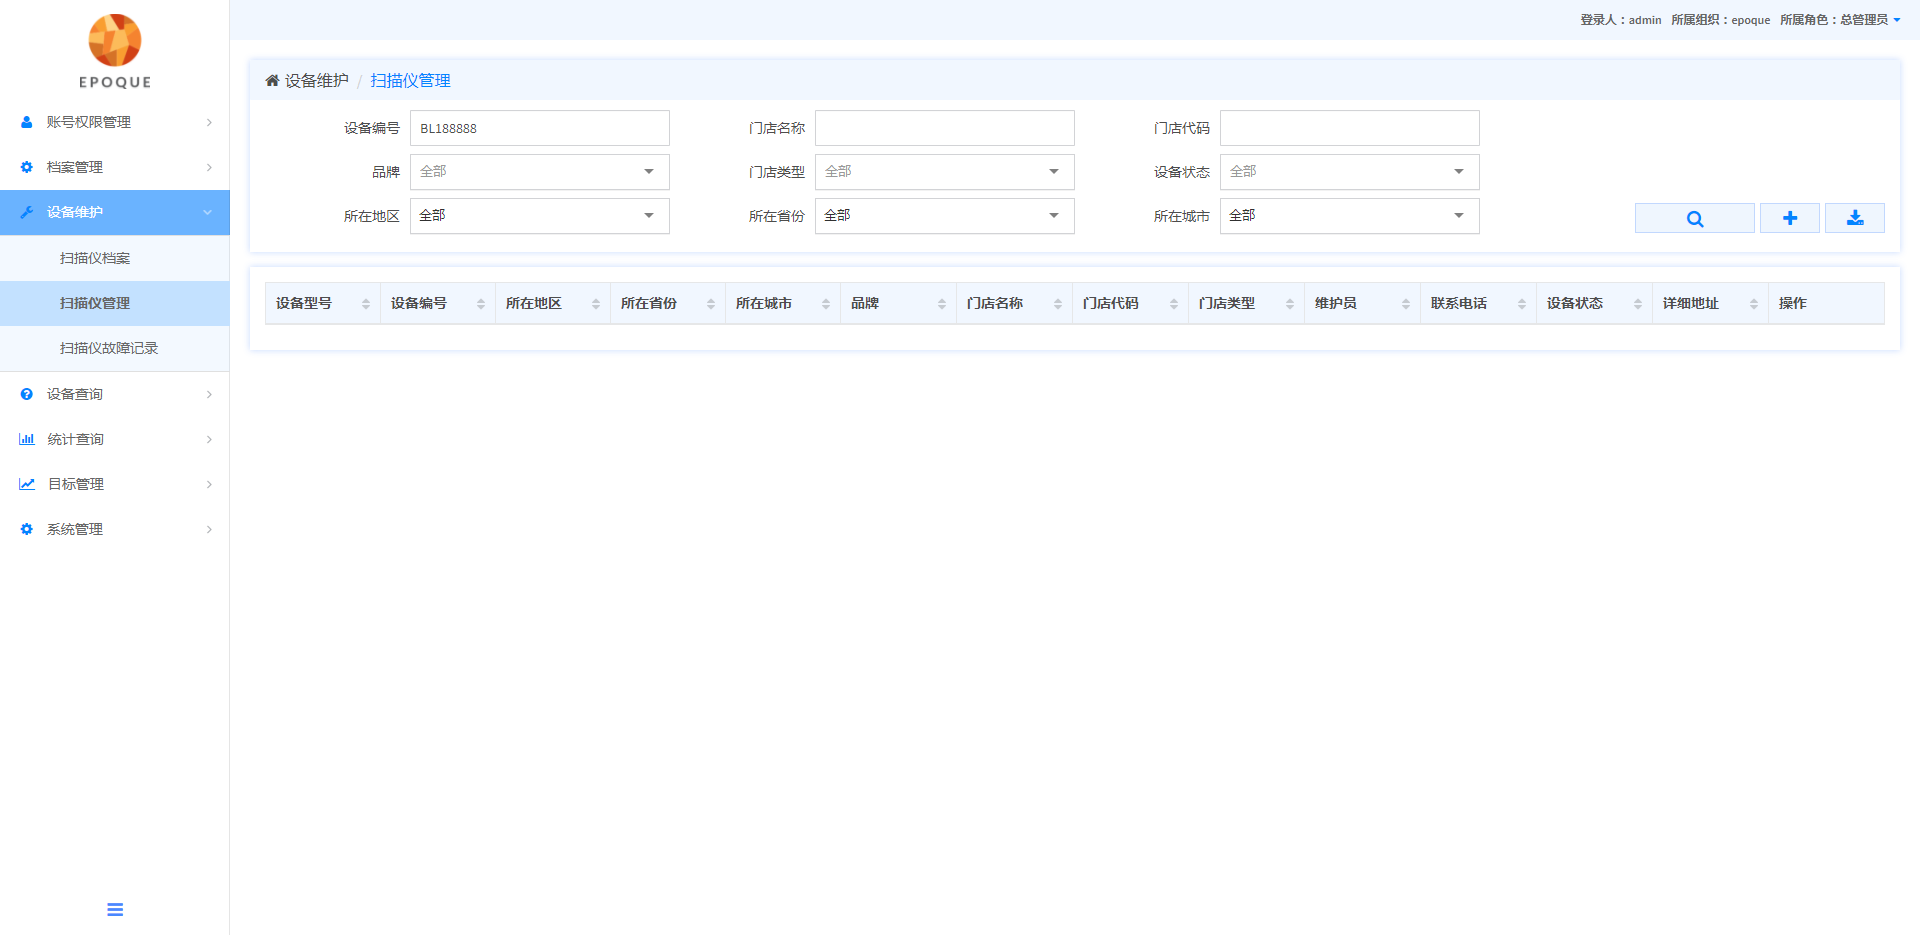 登录人：admin 所属组织：epoque 所属角色：总管理员
EPOQUE
账号权限管理
档案管理
设备维护
扫描仪档案
扫描仪管理
扫描仪故障记录
设备查询
统计查询
目标管理
系统管理
设备维护 / 扫描仪管理
设备编号 BL188888 门店名称 门店代码
品牌 全部 门店类型 全部 设备状态 全部
所在地区 全部 所在省份 全部 所在城市 全部
设备型号 设备编号 所在地区 所在省份 所在城市 品牌 门店名称 门店代码 门店类型 维护员 联系电话 设备状态 详细地址 操作